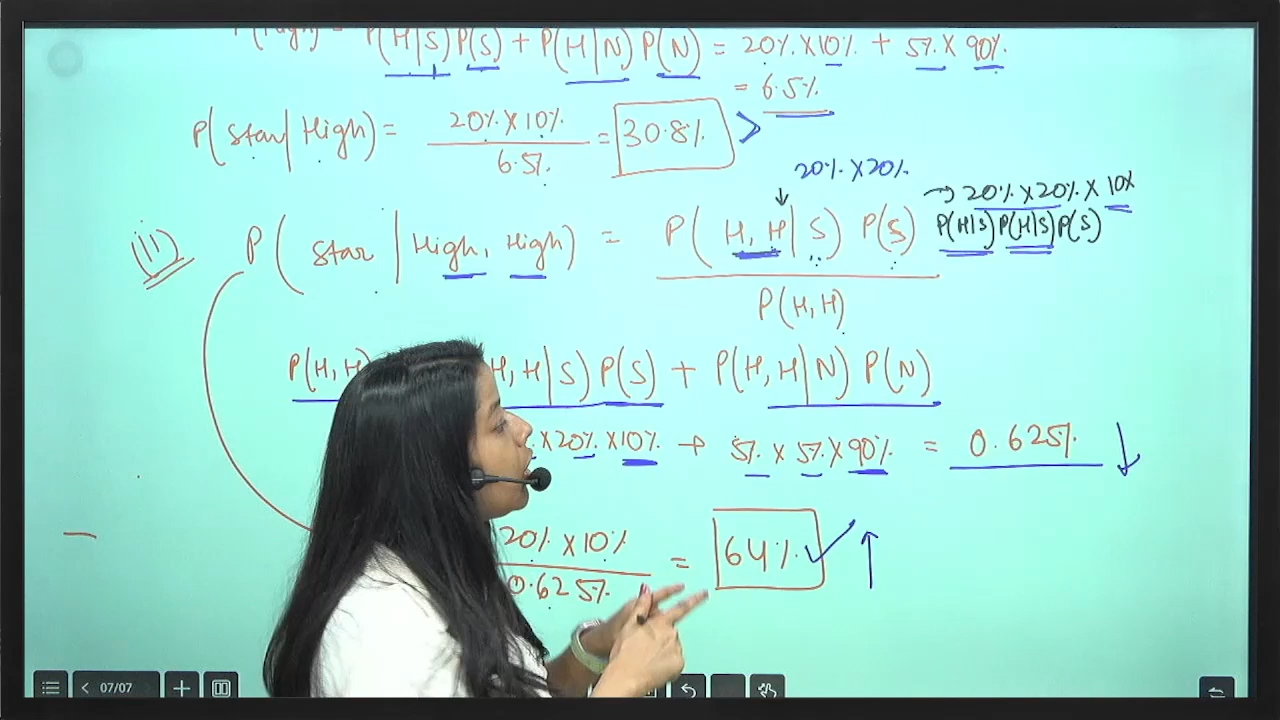 P(High) = P(H|S) P(S) + P(H|N) P(N) = 20% X 10% + 5% X 90%
= 6.5%
P(Star | High) = 20% X 10% / 6.5% = 30.8% >
20% X 20%
→ 20% X 20% X 10%
P(H|S) P(H|S) P(S)
(ii) P( Star | High, High) = P( H, H | S) P(S) / P(H, H)
P(H, H) H, H | S) P(S) + P(H, H | N) P(N)
X 20% X 10% → 5% X 5% X 90% = 0.625% ↓
20% X 10% / 0.625% = 64% ✓ ↑
07/07